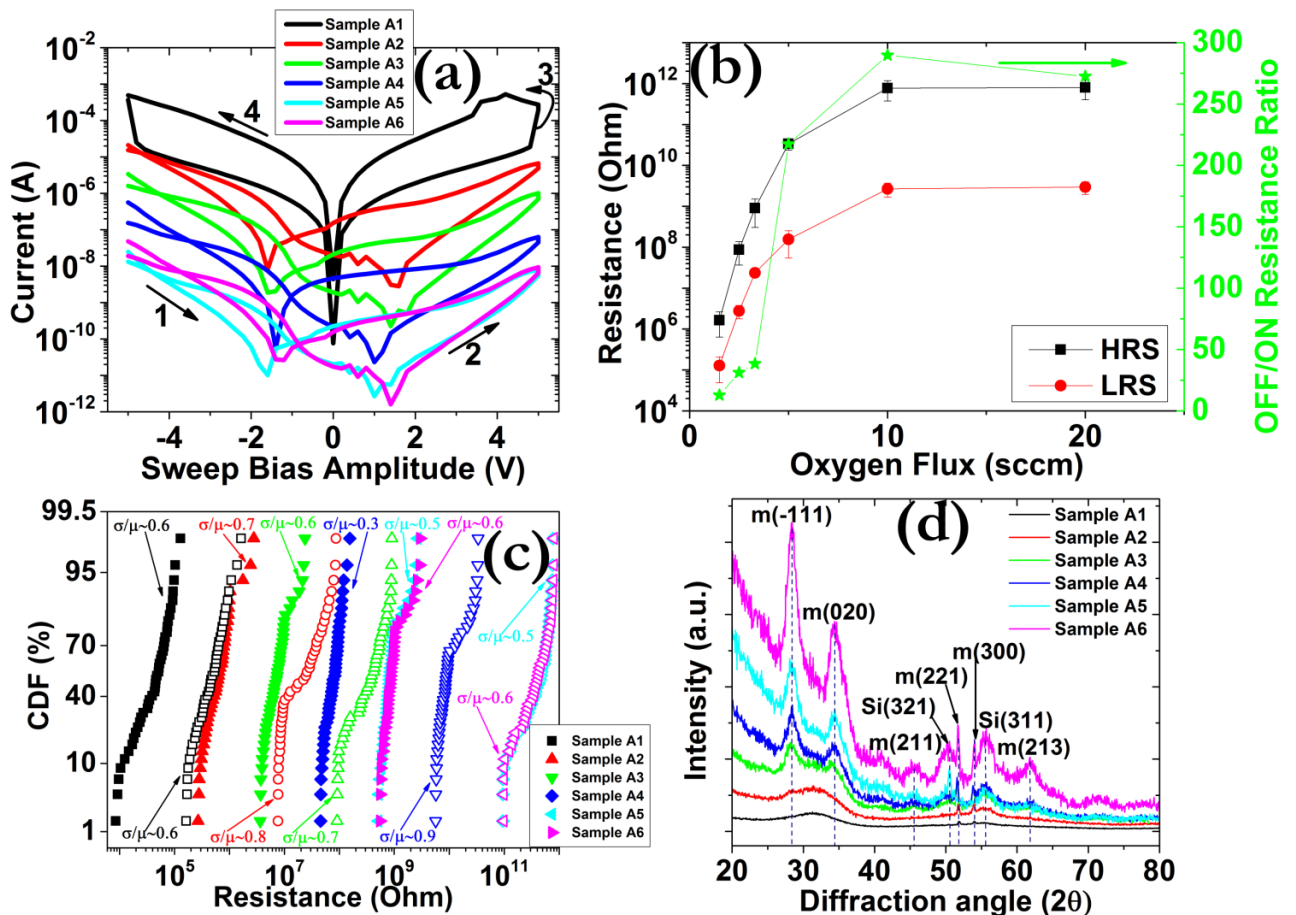 Sample A1
Sample A2
Sample A3
Sample A4
Sample A5
Sample A6
(a)
4
3
1
2
10^-2
10^-4
10^-6
10^-8
10^-10
10^-12
Current (A)
-4 -2 0 2 4
Sweep Bias Amplitude (V)
(b)
10^12
10^10
10^8
10^6
10^4
Resistance (Ohm)
300
250
200
150
100
50
0
OFF/ON Resistance Ratio
HRS
LRS
0 10 20
Oxygen Flux (sccm)
(c)
99.5
95
70
40
10
1
CDF (%)
σ/μ~0.6
σ/μ~0.7
σ/μ~0.6
σ/μ~0.3
σ/μ~0.5
σ/μ~0.6
σ/μ~0.5
σ/μ~0.6
σ/μ~0.6
σ/μ~0.8
σ/μ~0.7
σ/μ~0.9
Sample A1
Sample A2
Sample A3
Sample A4
Sample A5
Sample A6
10^5 10^7 10^9 10^11
Resistance (Ohm)
(d)
m(-111)
m(020)
m(300)
m(221)
Si(321)
Si(311)
m(211)
m(213)
Sample A1
Sample A2
Sample A3
Sample A4
Sample A5
Sample A6
Intensity (a.u.)
20 30 40 50 60 70 80
Diffraction angle (2θ)